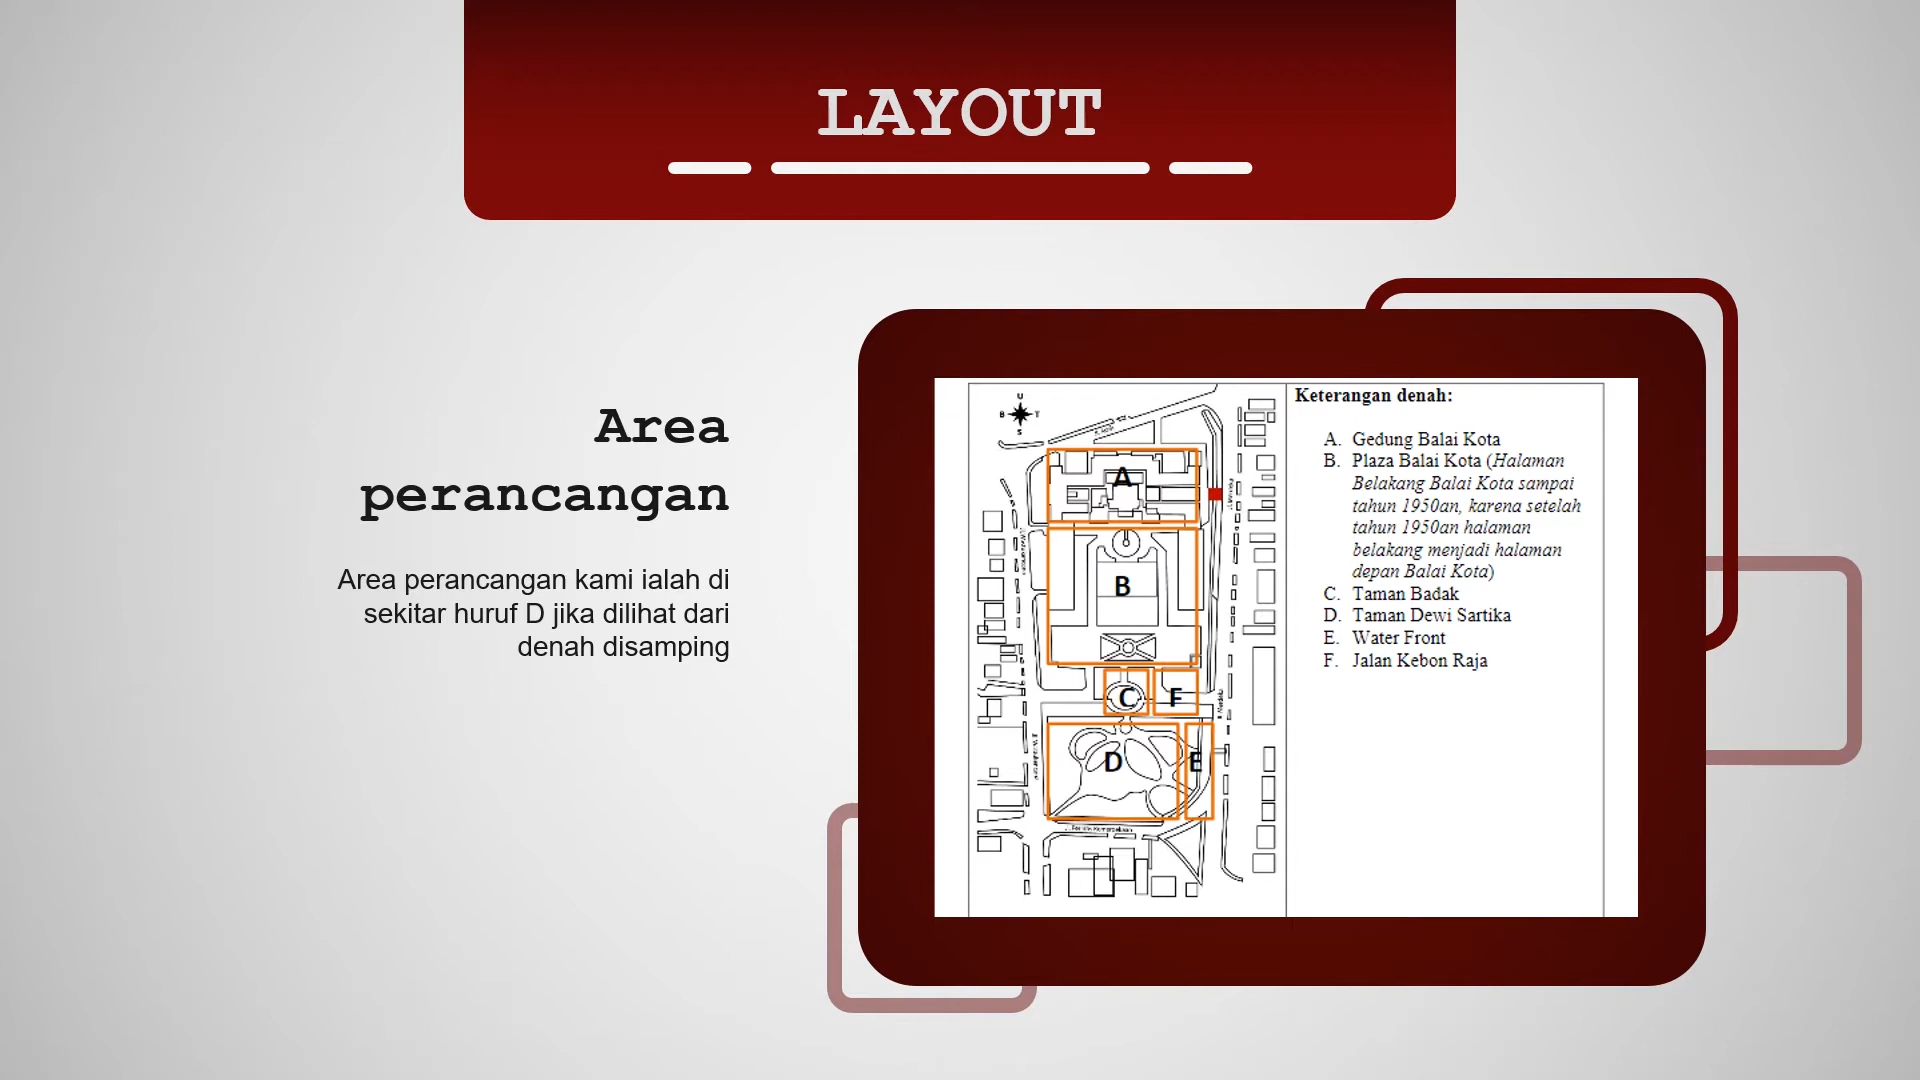 LAYOUT
Area
perancangan
Area perancangan kami ialah di
sekitar huruf D jika dilihat dari
denah disamping
U
B
T
S
A
B
C
F
D
E
Keterangan denah:
A. Gedung Balai Kota
B. Plaza Balai Kota (Halaman
Belakang Balai Kota sampai
tahun 1950an, karena setelah
tahun 1950an halaman
belakang menjadi halaman
depan Balai Kota)
C. Taman Badak
D. Taman Dewi Sartika
E. Water Front
F. Jalan Kebon Raja